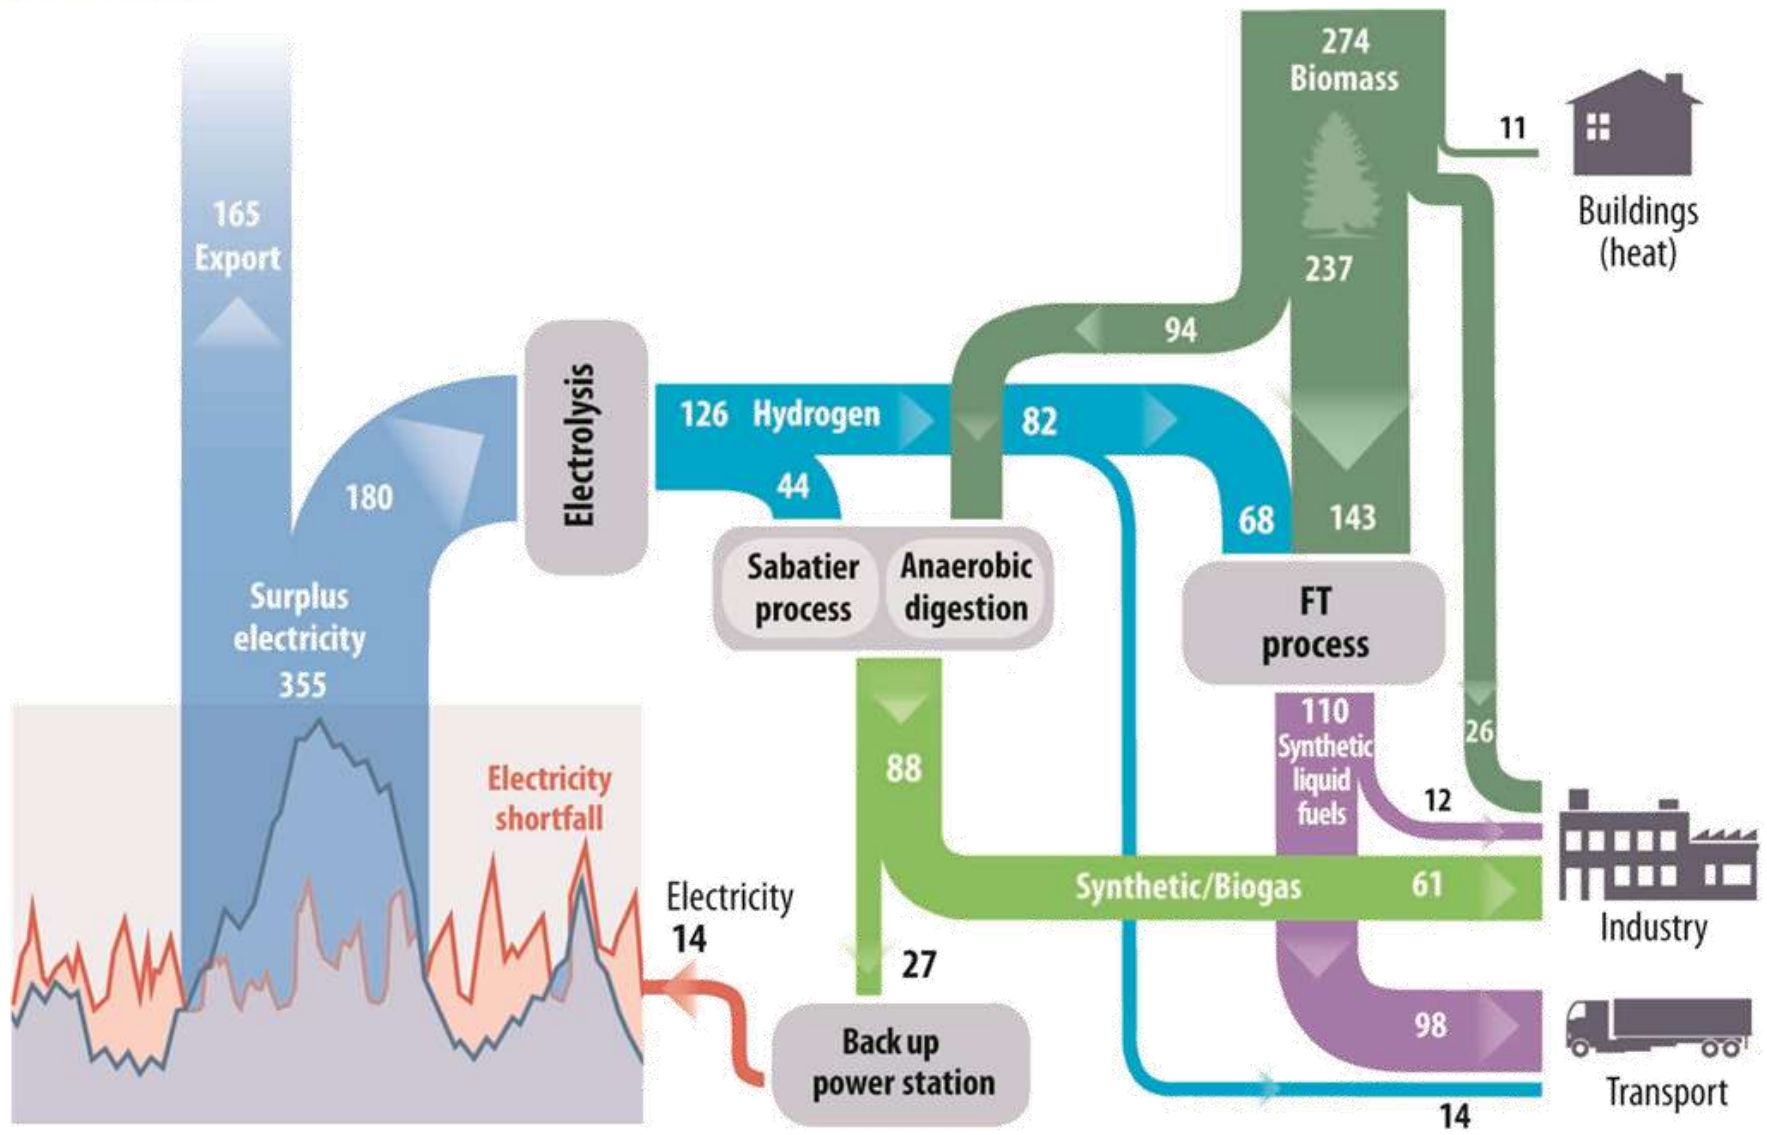 274
Biomass
11
Buildings
(heat)
165
Export
237
94
Electrolysis
126 Hydrogen
82
44
180
68
143
Sabatier
process
Anaerobic
digestion
FT
process
Surplus
electricity
355
110
Synthetic
liquid
fuels
26
88
Electricity
shortfall
12
Synthetic/Biogas
61
Industry
Electricity
14
27
98
Back up
power station
Transport
14